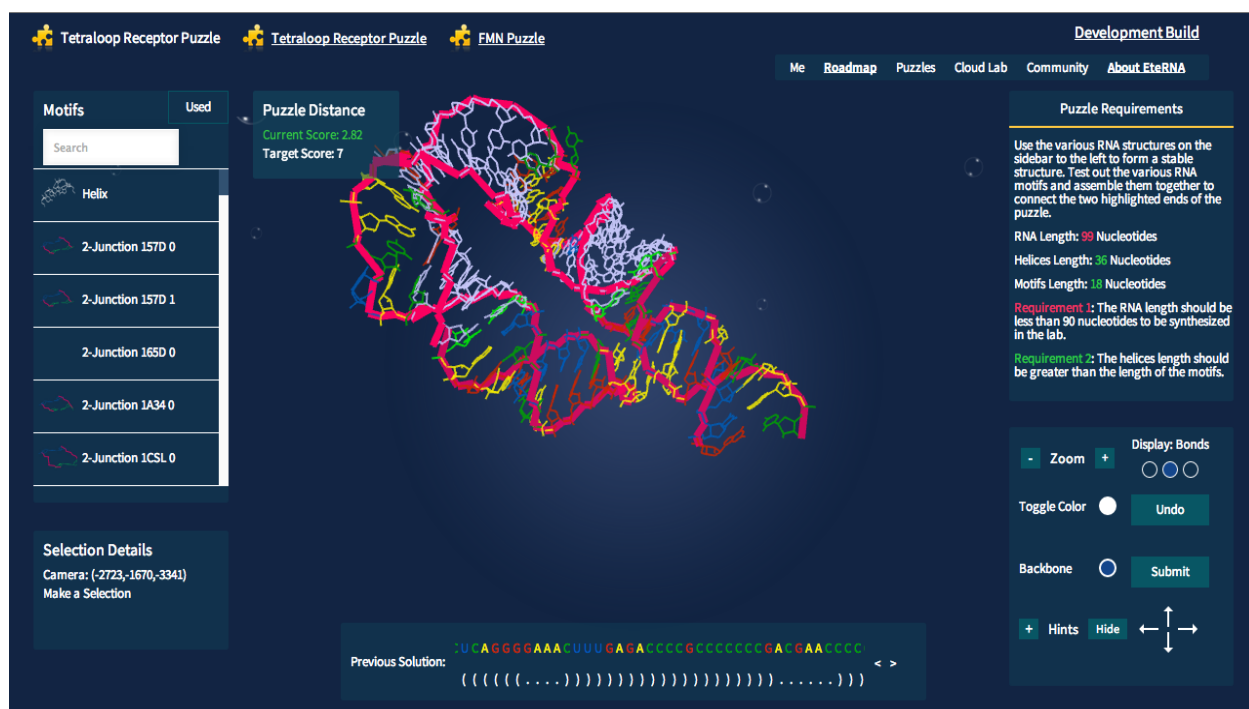 Tetraloop Receptor Puzzle
Tetraloop Receptor Puzzle
FMN Puzzle
Development Build
Me
Roadmap
Puzzles
Cloud Lab
Community
About EteRNA
Motifs
Used
Search
Helix
2-Junction 157D 0
2-Junction 157D 1
2-Junction 165D 0
2-Junction 1A34 0
2-Junction 1CSL 0
Selection Details
Camera: (-2723,-1670,-3341)
Make a Selection
Puzzle Distance
Current Score: 2.82
Target Score: 7
Puzzle Requirements
Use the various RNA structures on the
sidebar to the left to form a stable
structure. Test out the various RNA
motifs and assemble them together to
connect the two highlighted ends of the
puzzle.
RNA Length: 99 Nucleotides
Helices Length: 36 Nucleotides
Motifs Length: 18 Nucleotides
Requirement 1: The RNA length should be
less than 90 nucleotides to be synthesized
in the lab.
Requirement 2: The helices length should
be greater than the length of the motifs.
- Zoom +
Display: Bonds
Toggle Color
Undo
Backbone
Submit
+ Hints Hide
Previous Solution:
UCAGGGGAAACUUUGAGACCCCGCCCCCCCGACGAACCCC
((((((....)))))))))))))))))))))......)))
< >